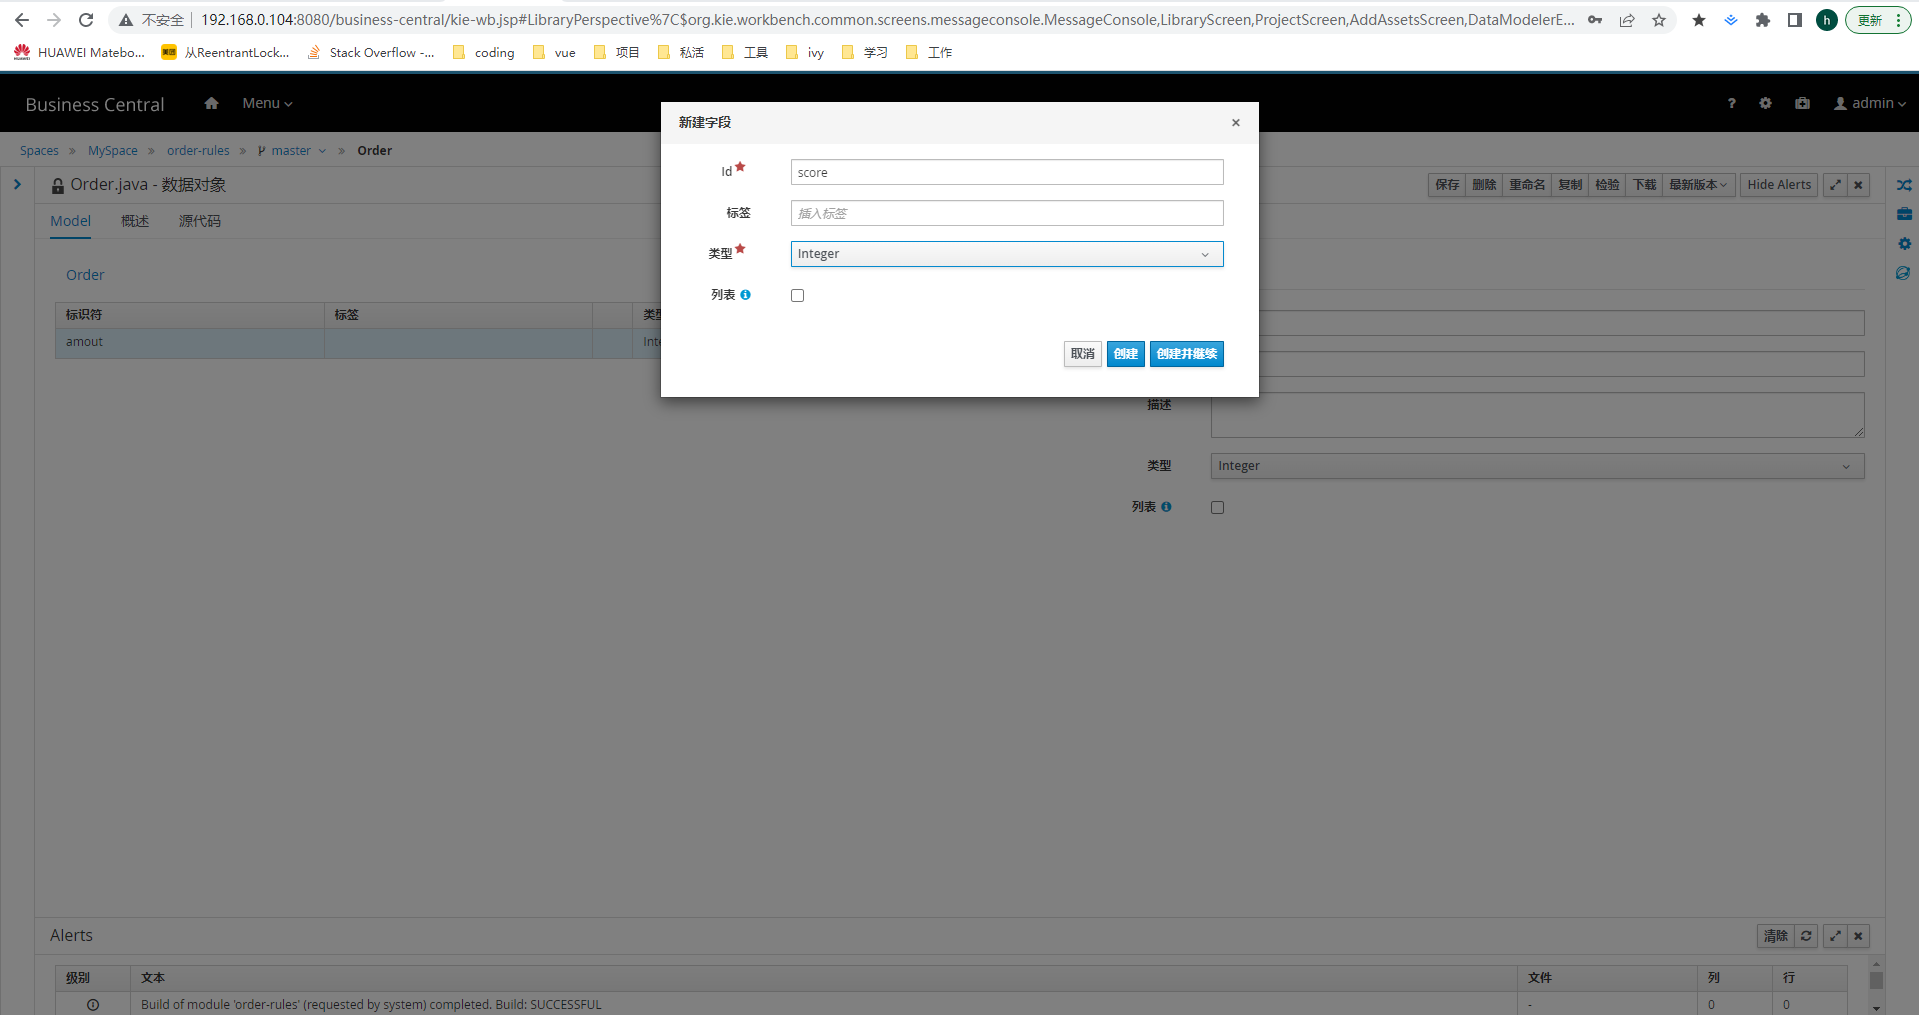 不安全 192.168.0.104:8080/business-central/kie-wb.jsp#LibraryPerspective%7C$org.kie.workbench.common.screens.messageconsole.MessageConsole,LibraryScreen,ProjectScreen,AddAssetsScreen,DataModelerE... h 更新
HUAWEI Matebo... 从ReentrantLock... Stack Overflow -... coding vue 项目 私活 工具 ivy 学习 工作
Business Central Menu ? admin
新建字段 ×
Spaces » MySpace » order-rules » master » Order
Id score
Order.java - 数据对象
保存 删除 重命名 复制 检验 下载 最新版本 Hide Alerts
标签 插入标签
Model 概述 源代码
类型 Integer
Order
列表
标识符 标签 类型
amout Inte
取消 创建 创建并继续
描述
类型 Integer
列表
Alerts 清除
级别 文本 文件 列 行
Build of module 'order-rules' (requested by system) completed. Build: SUCCESSFUL - 0 0